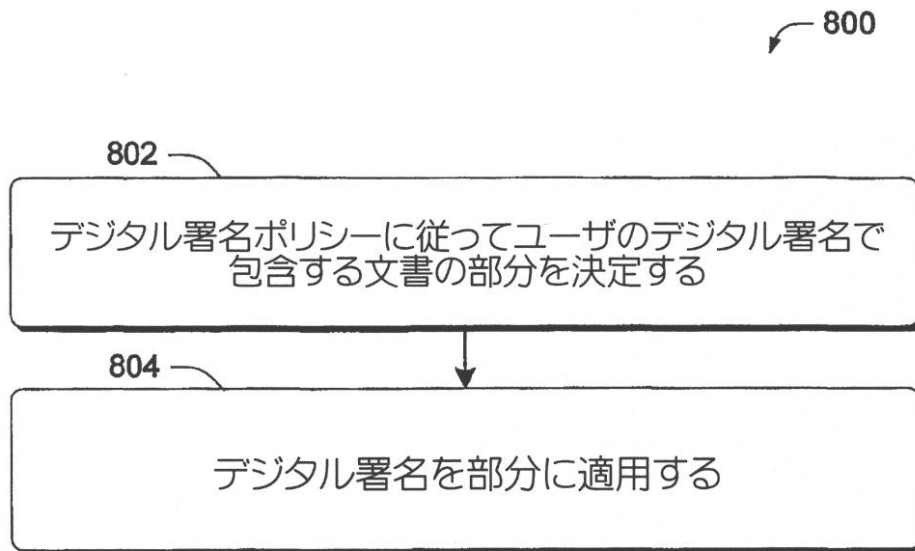 800
802
デジタル署名ポリシーに従ってユーザのデジタル署名で
包含する文書の部分を決定する
804
デジタル署名を部分に適用する